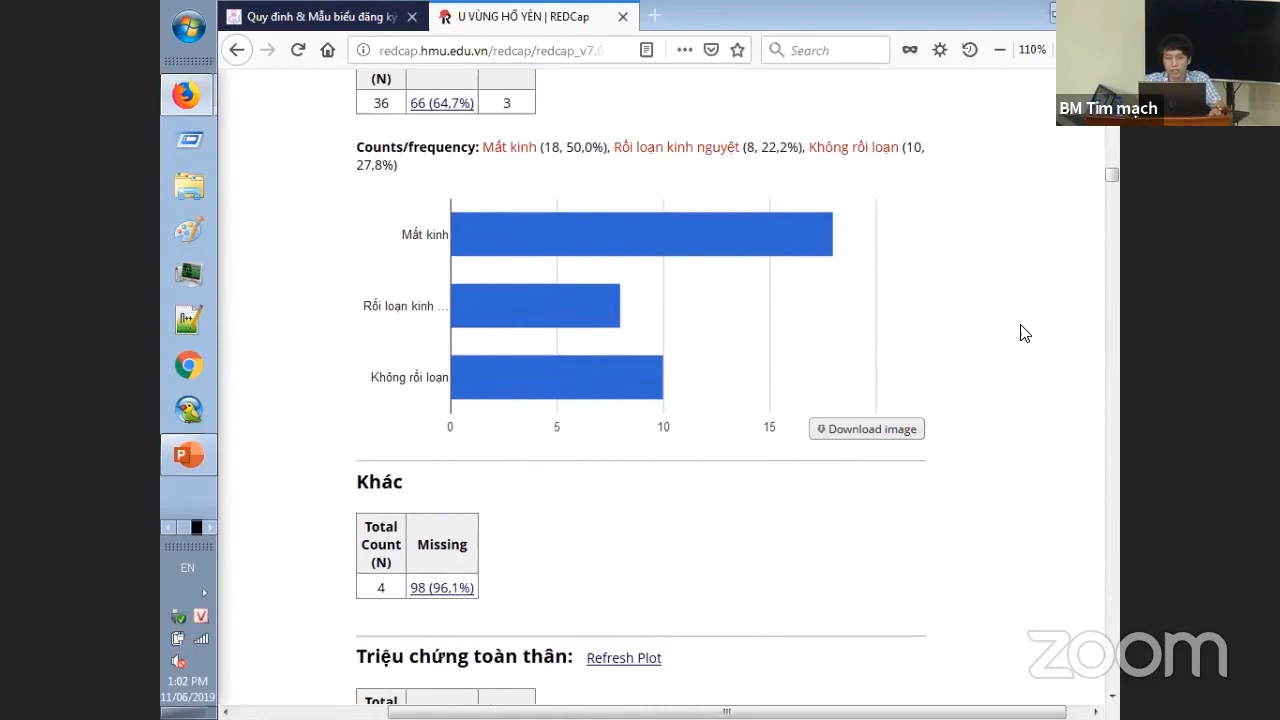 Quy định & Mẫu biểu đăng ký
U VÙNG HỐ YÊN | REDCap
redcap.hmu.edu.vn/redcap/redcap_v7.6
Search
110%
BM Tim mạch
(N)
36 66 (64,7%) 3
Counts/frequency: Mất kinh (18, 50,0%), Rối loạn kinh nguyệt (8, 22,2%), Không rối loạn (10,
27,8%)
Mất kinh
Rối loạn kinh ...
Không rối loạn
0 5 10 15
Download image
Khác
Total
Count
(N)
Missing
4 98 (96,1%)
Triệu chứng toàn thân: Refresh Plot
Total
EN
1:02 PM
11/06/2019
zoom